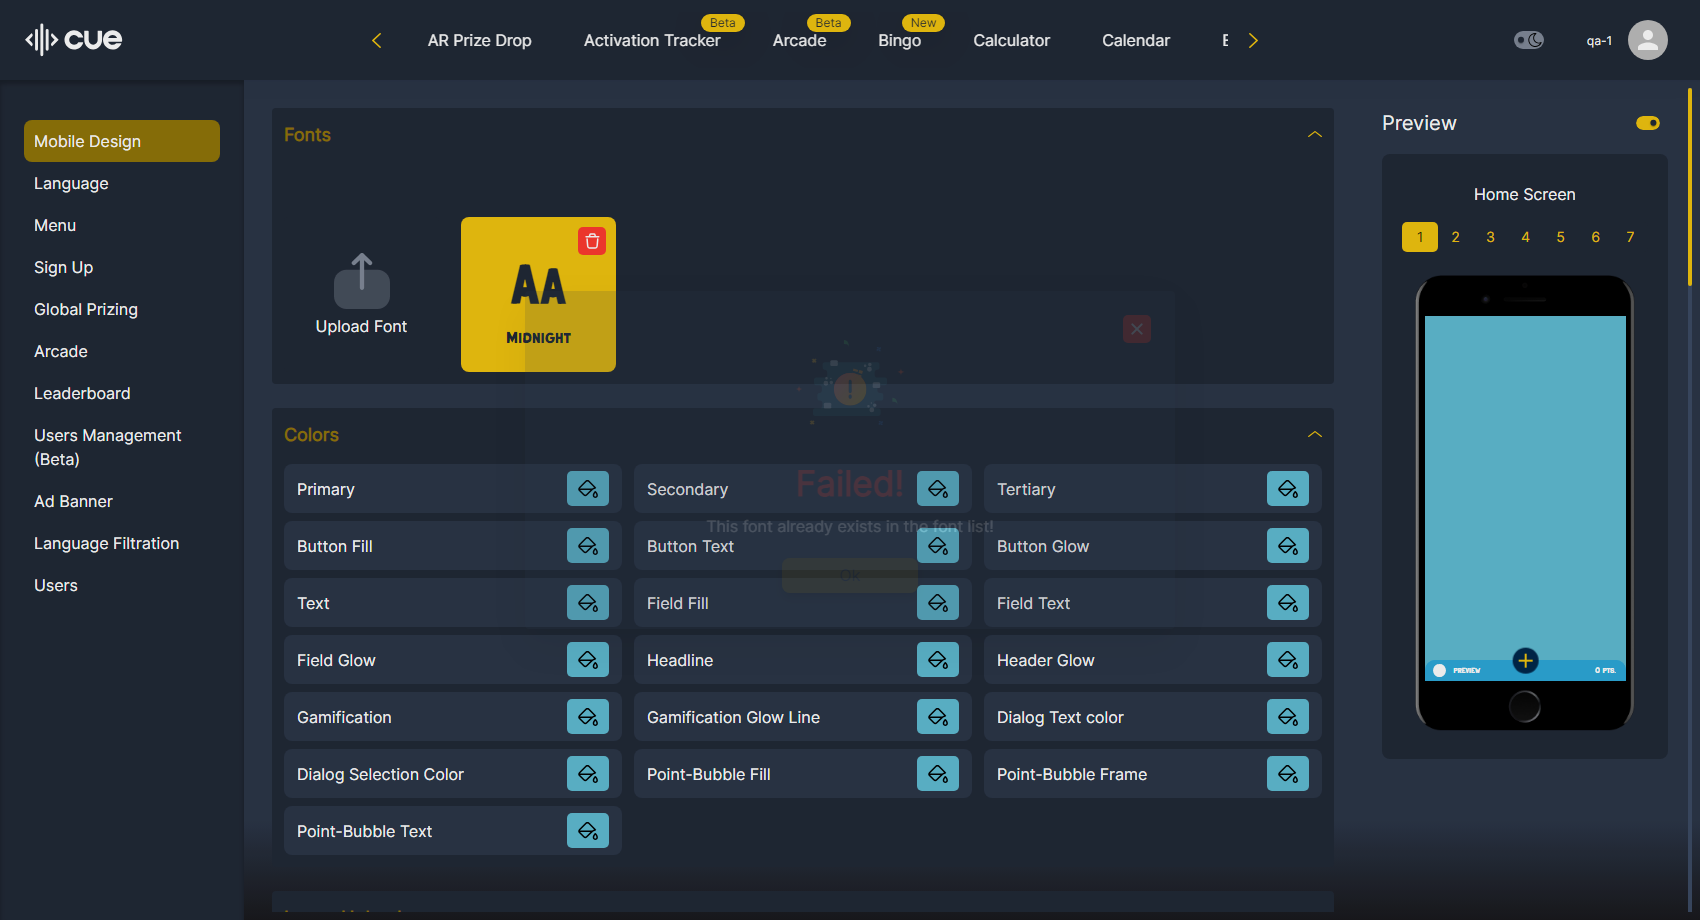 cue
AR Prize Drop
Activation Tracker
Beta
Arcade
Beta
Bingo
New
Calculator
Calendar
qa-1
Mobile Design
Language
Menu
Sign Up
Global Prizing
Arcade
Leaderboard
Users Management
(Beta)
Ad Banner
Language Filtration
Users
Fonts
Upload Font
AA
MIDNIGHT
Failed!
This font already exists in the font list!
Ok
Colors
Primary
Secondary
Tertiary
Button Fill
Button Text
Button Glow
Text
Field Fill
Field Text
Field Glow
Headline
Header Glow
Gamification
Gamification Glow Line
Dialog Text color
Dialog Selection Color
Point-Bubble Fill
Point-Bubble Frame
Point-Bubble Text
Preview
Home Screen
1 2 3 4 5 6 7
PREVIEW
0 PTS.